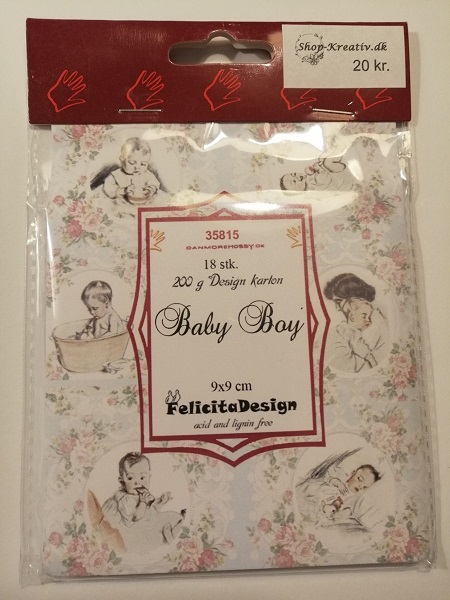 Shop-Kreativ.dk
20 kr.
35815
DANMOREHOBBY.DK
18 stk.
200 g Design karton
Baby Boy
9x9 cm
FelicitaDesign
acid and lignin free